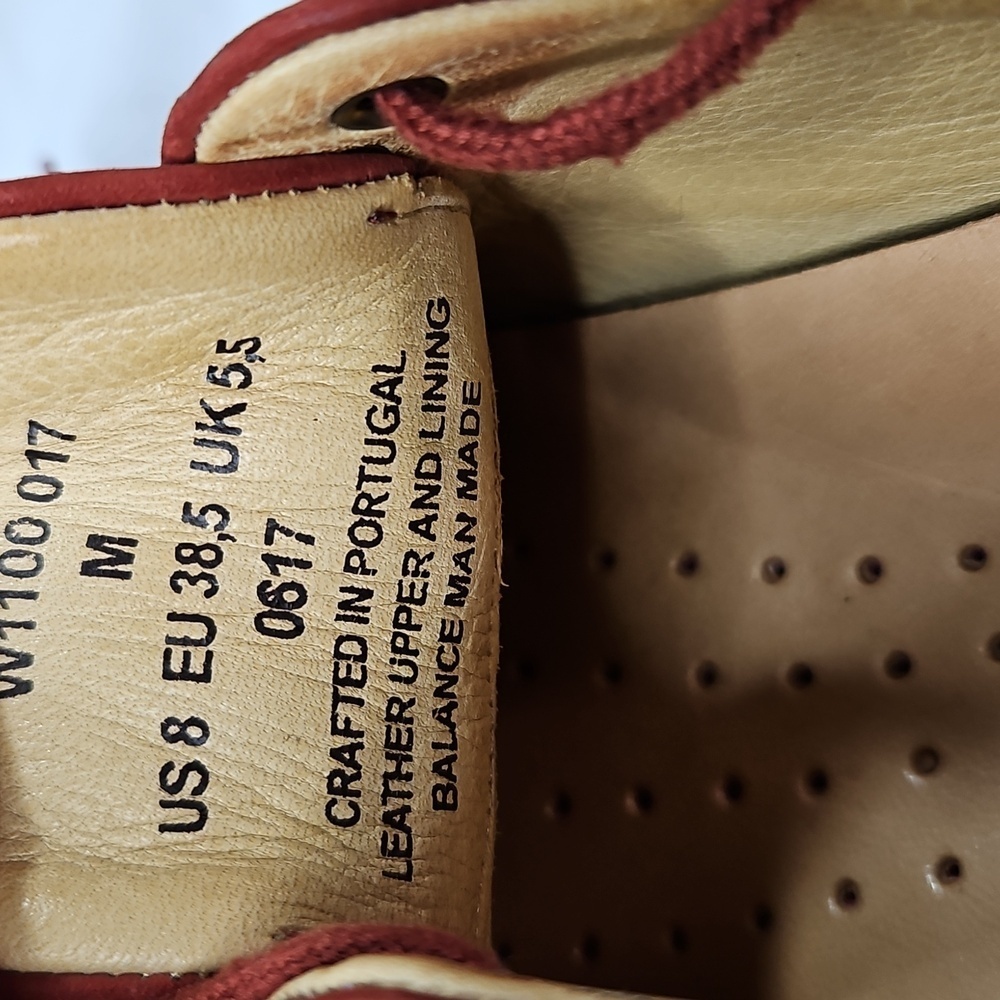 W1100 017
M
US 8 EU 38,5 UK 5,5
0617
CRAFTED IN PORTUGAL
LEATHER UPPER AND LINING
BALANCE MAN MADE